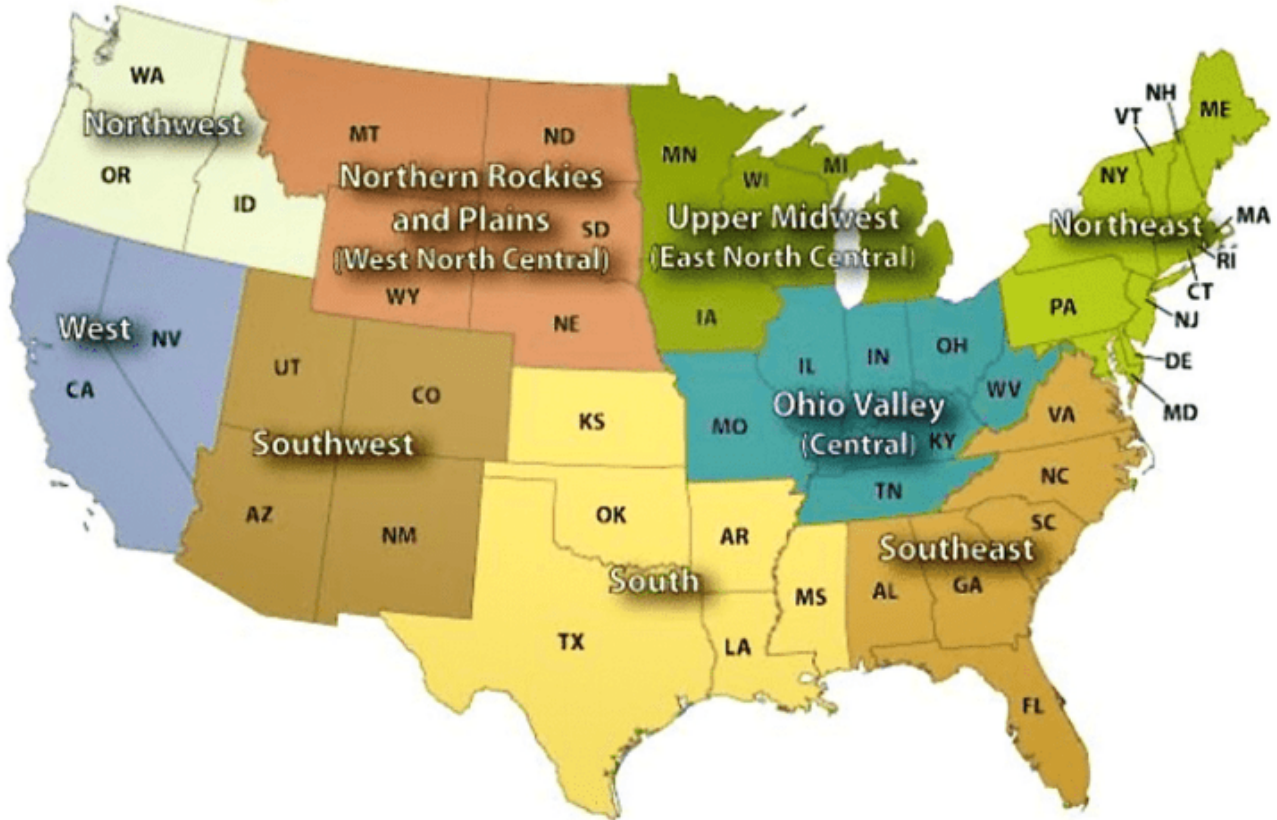 WA
Northwest
OR
ID
MT
ND
Northern Rockies
and Plains
SD
(West North Central)
WY
NE
MN
WI
MI
Upper Midwest
(East North Central)
IA
NH
VT
ME
NY
Northeast
MA
RI
CT
PA
NJ
DE
MD
West
NV
CA
UT
CO
Southwest
AZ
NM
KS
OK
AR
South
TX
LA
MS
IL
IN
OH
WV
Ohio Valley
MO
(Central)
KY
TN
VA
NC
SC
Southeast
AL
GA
FL